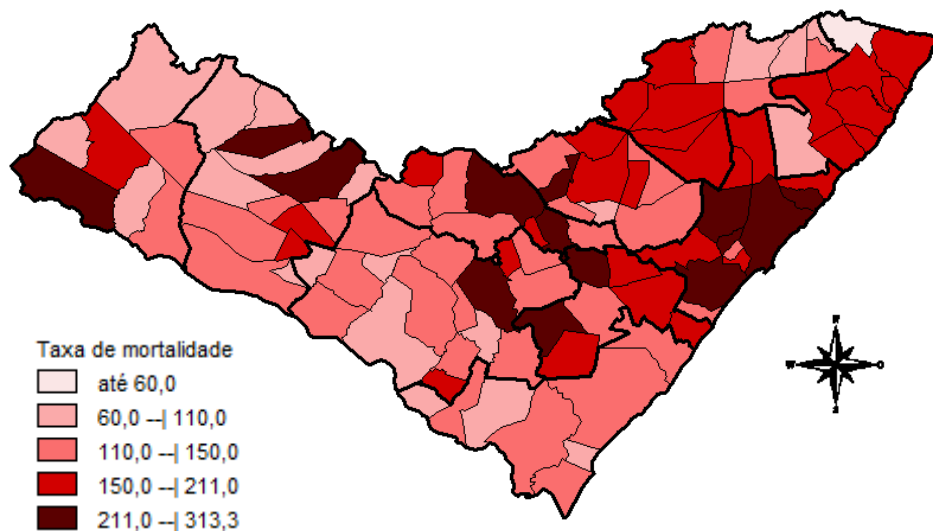 Taxa de mortalidade
até 60,0
60,0 --| 110,0
110,0 --| 150,0
150,0 --| 211,0
211,0 --| 313,3